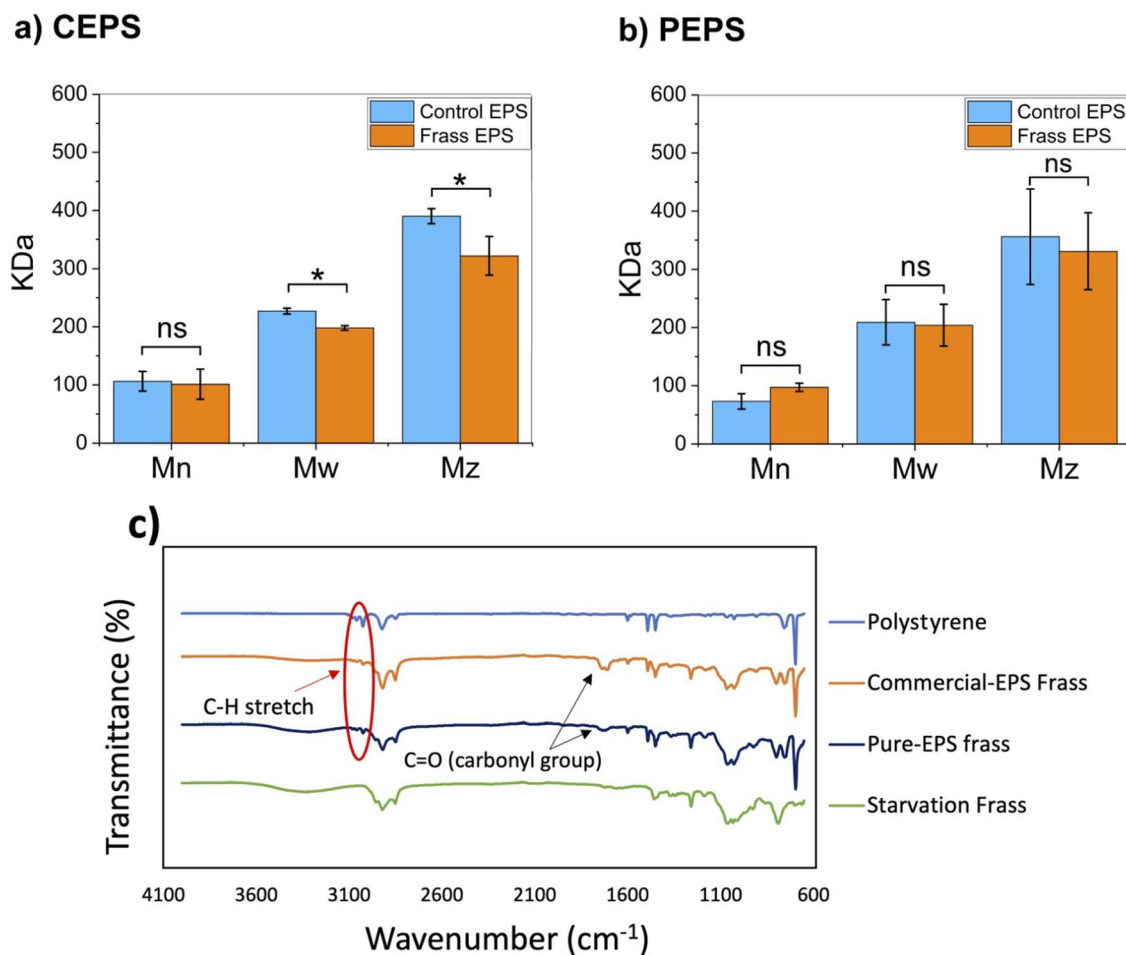 a) CEPS
600
500
400
300
200
100
0
KDa
Control EPS
Frass EPS
ns
*
*
Mn
Mw
Mz
b) PEPS
600
500
400
300
200
100
0
KDa
Control EPS
Frass EPS
ns
ns
ns
Mn
Mw
Mz
c)
Transmittance (%)
C-H stretch
C=O (carbonyl group)
Polystyrene
Commercial-EPS Frass
Pure-EPS frass
Starvation Frass
4100 3600 3100 2600 2100 1600 1100 600
Wavenumber (cm⁻¹)